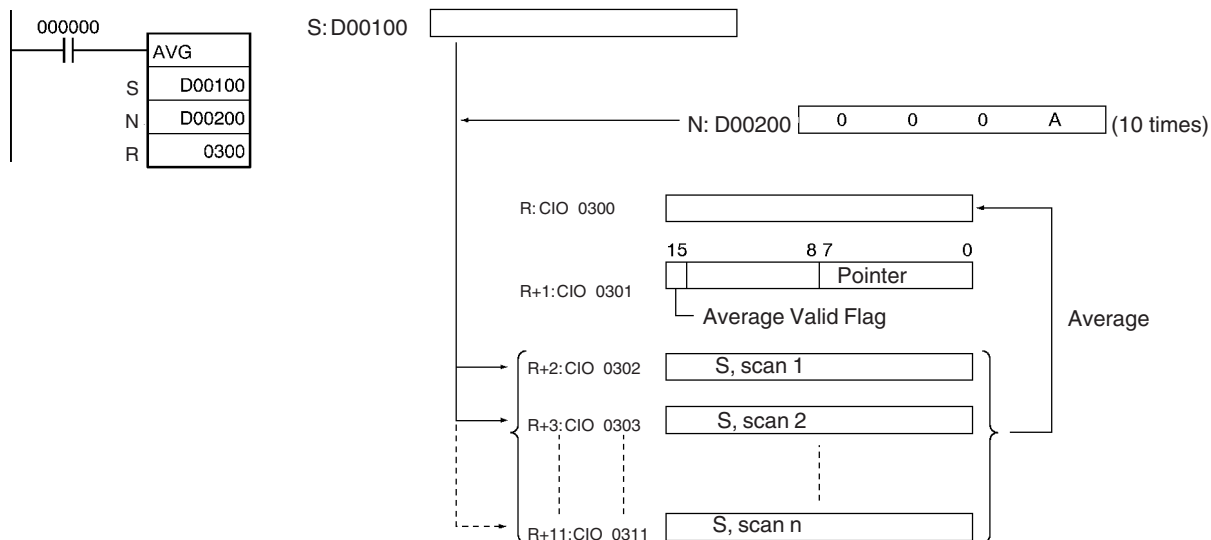 000000
AVG
S D00100
N D00200
R 0300
S: D00100
N: D00200 0 0 0 A (10 times)
R: CIO 0300
15 8 7 0
R+1: CIO 0301 Pointer
Average Valid Flag
Average
R+2: CIO 0302 S, scan 1
R+3: CIO 0303 S, scan 2
R+11: CIO 0311 S, scan n